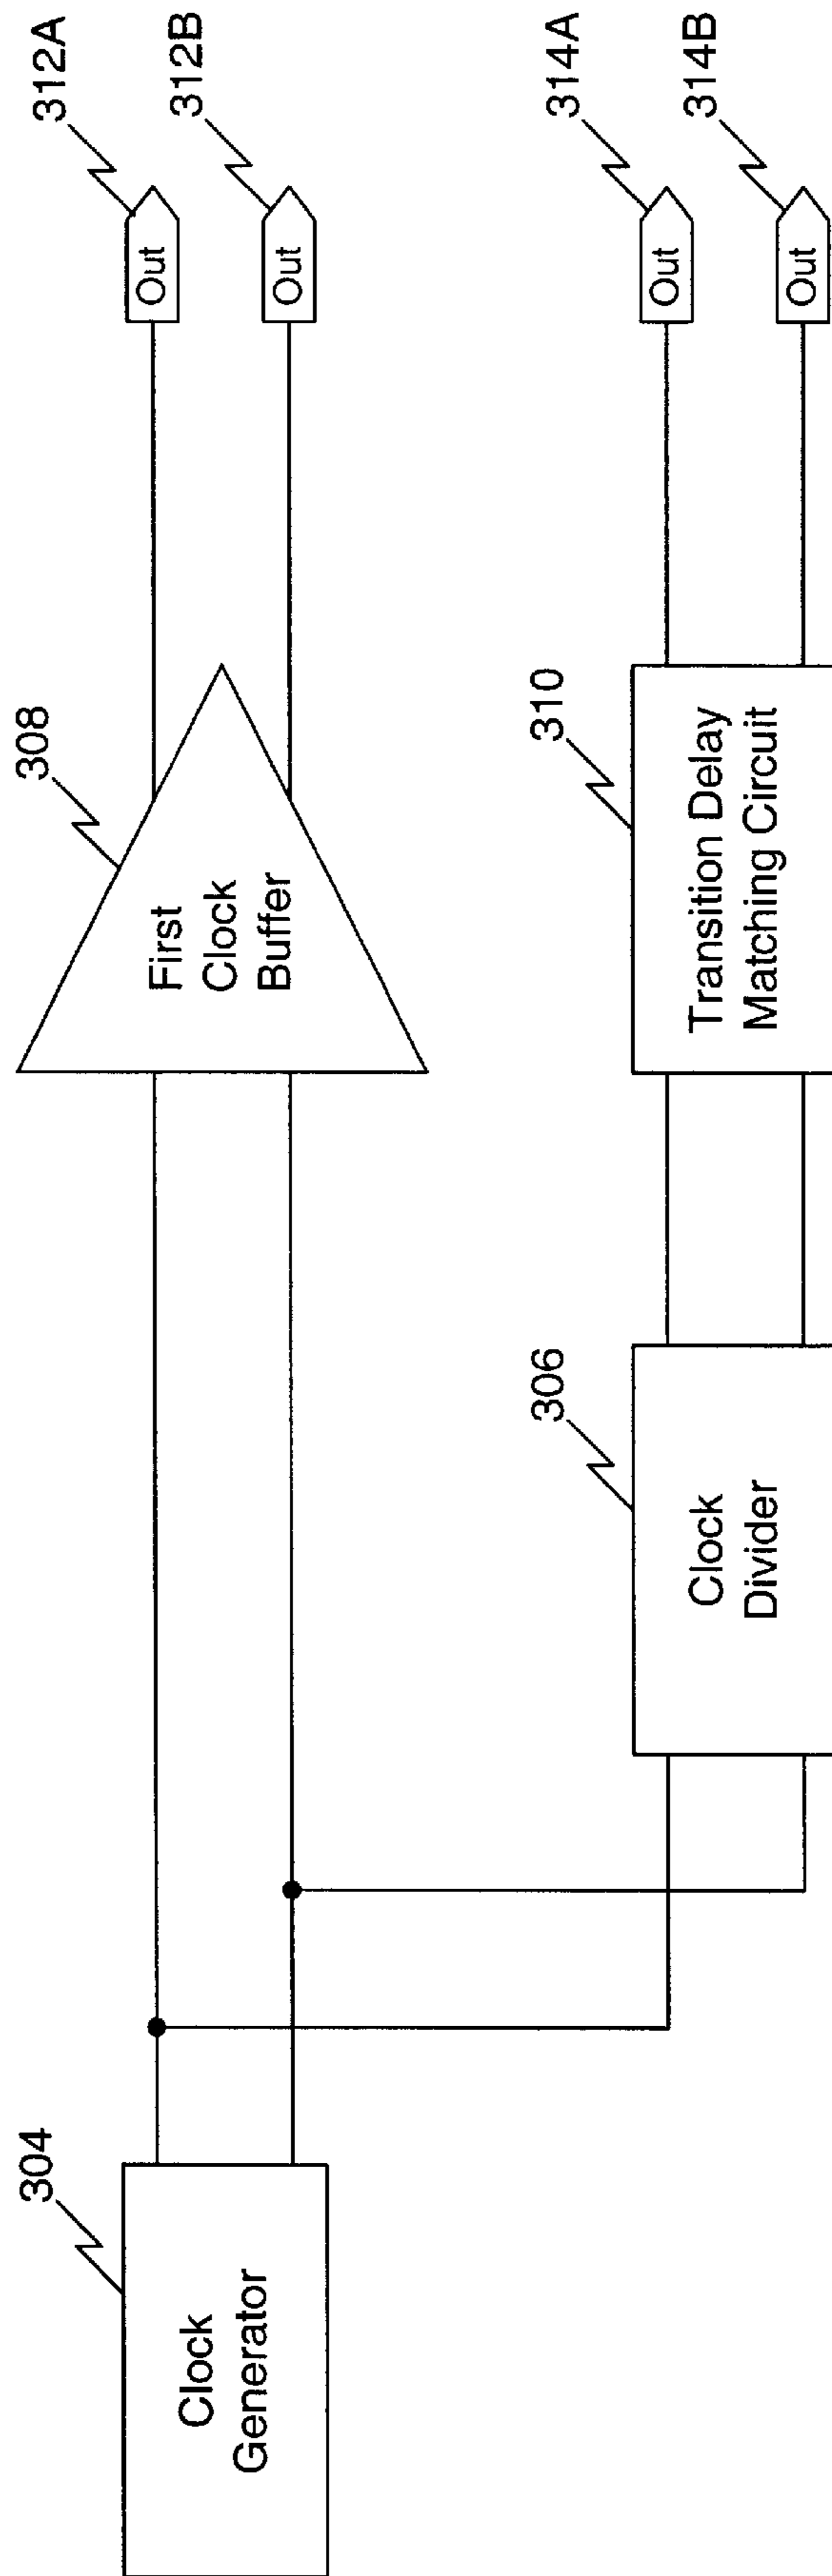 312A
312B
314A
314B
Out
Out
Out
Out
308
First
Clock
Buffer
310
Transition Delay
Matching Circuit
306
Clock
Divider
304
Clock
Generator